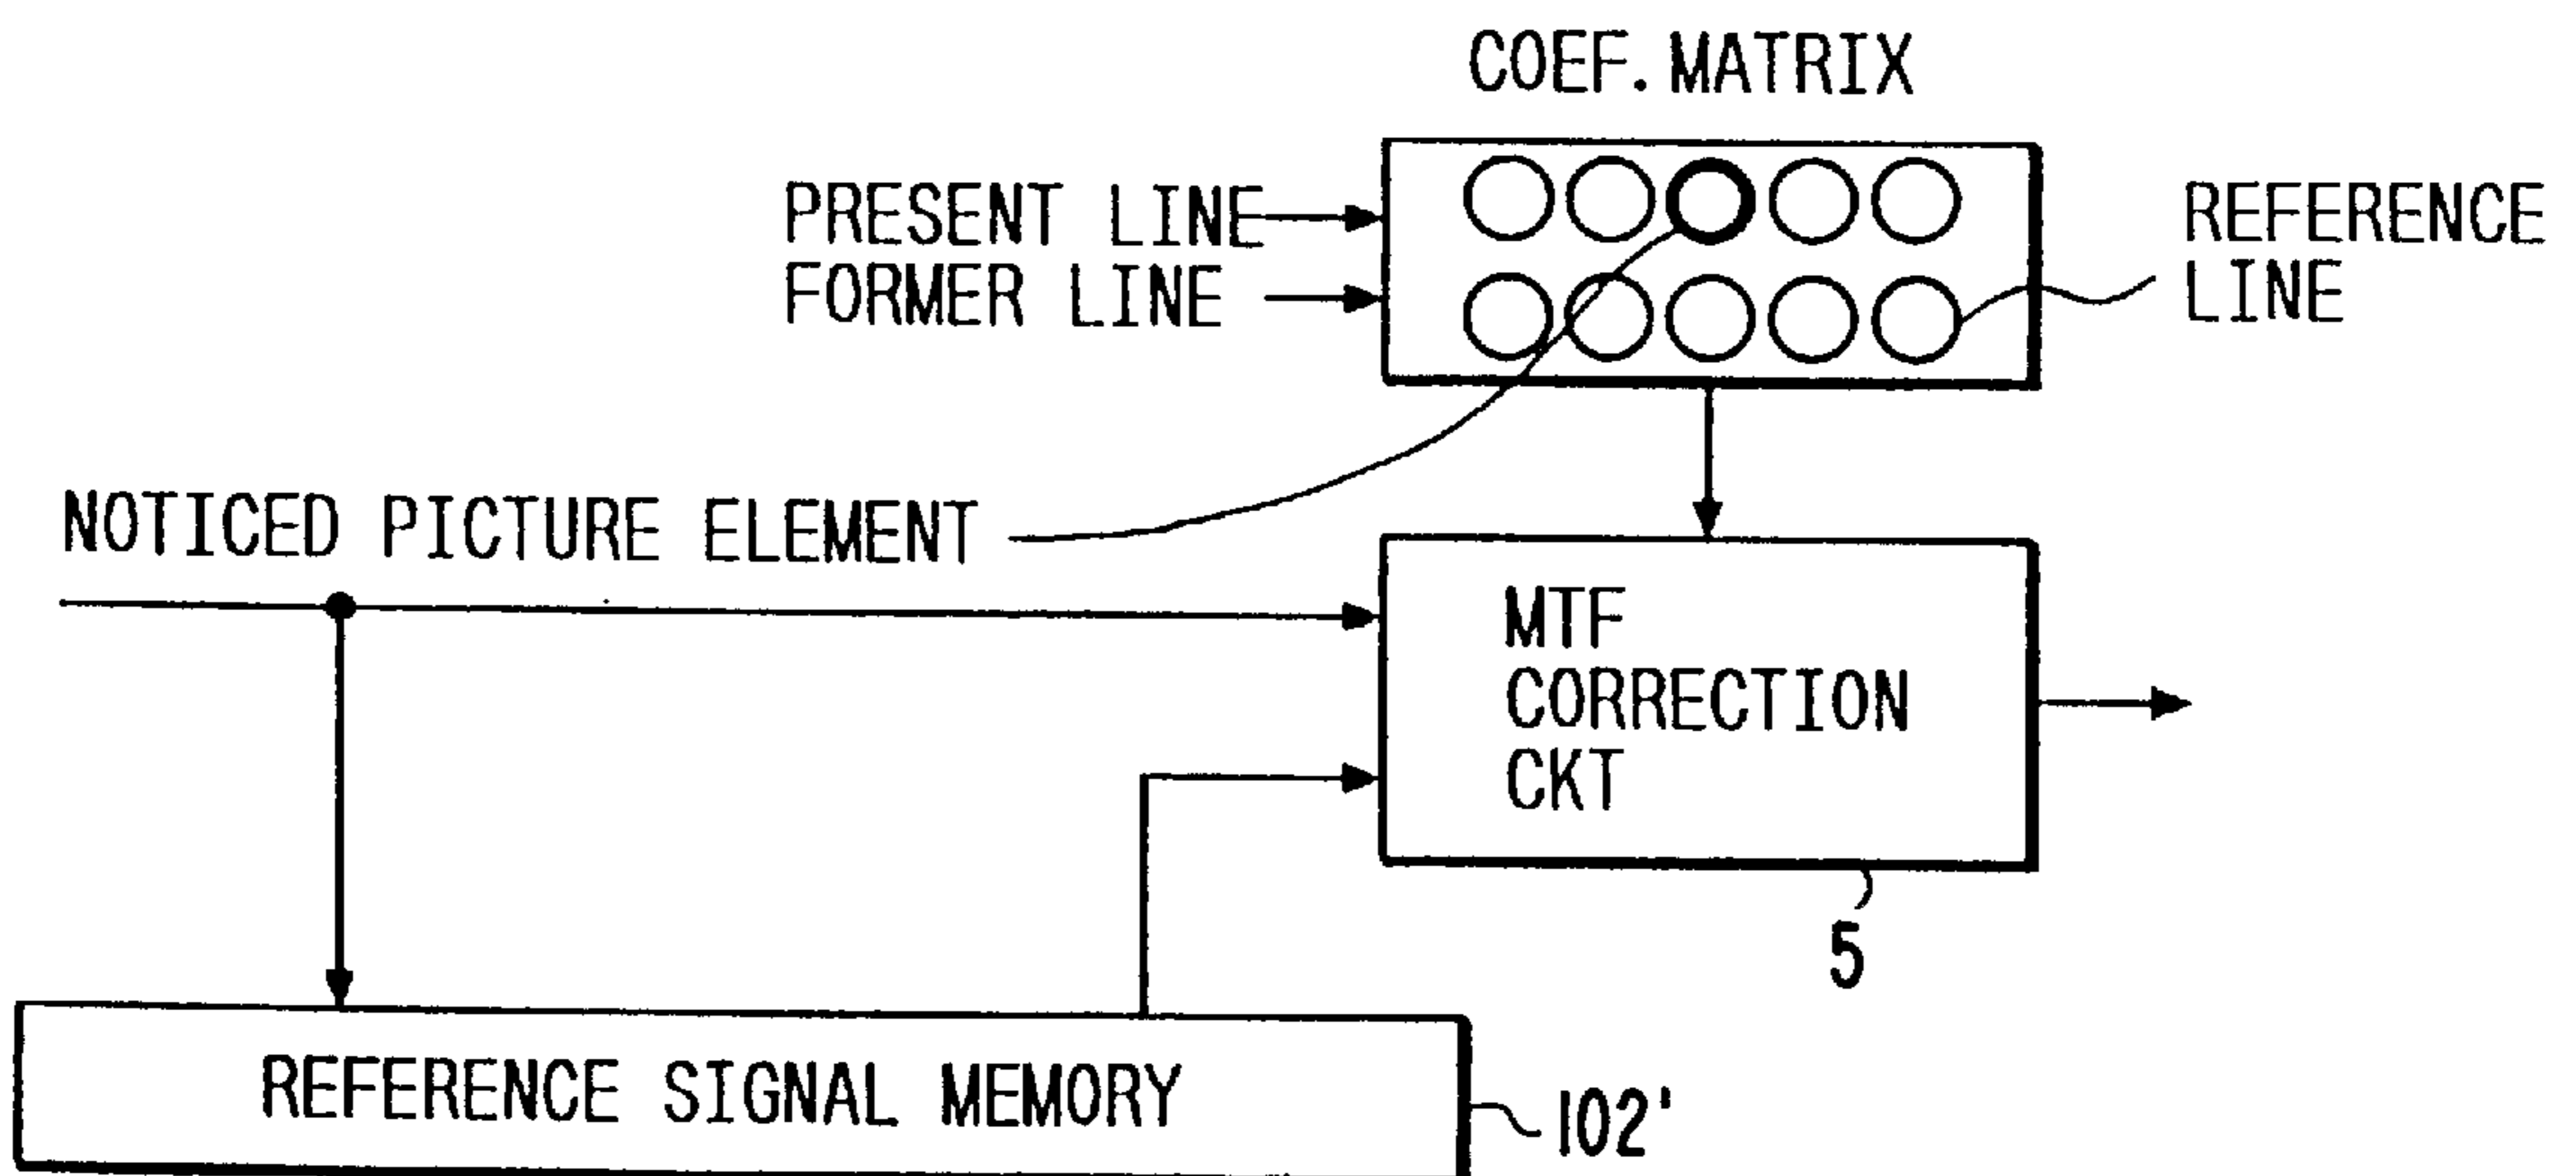 COEF. MATRIX
PRESENT LINE
FORMER LINE
REFERENCE
LINE
NOTICED PICTURE ELEMENT
MTF
CORRECTION
CKT
5
REFERENCE SIGNAL MEMORY
102'